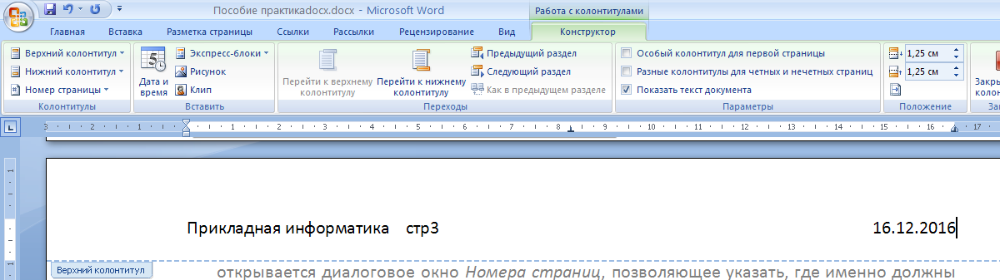 Пособие практикаdocx.docx - Microsoft Word
Работа с колонтитулами
Главная Вставка Разметка страницы Ссылки Рассылки Рецензирование Вид Конструктор
Верхний колонтитул
Нижний колонтитул
Номер страницы
Колонтитулы
5
Дата и
время
Экспресс-блоки
Рисунок
Клип
Вставить
Перейти к верхнему
колонтитулу
Перейти к нижнему
колонтитулу
Предыдущий раздел
Следующий раздел
Как в предыдущем разделе
Переходы
Особый колонтитул для первой страницы
Разные колонтитулы для четных и нечетных страниц
Показать текст документа
Параметры
1,25 см
1,25 см
Положение
Закры
колон
За
3 2 1 1 2 3 4 5 6 7 8 9 10 11 12 13 14 15 16 17
1
1
Прикладная информатика стр3 16.12.2016
Верхний колонтитул
открывается диалоговое окно Номера страниц, позволяющее указать, где именно должны